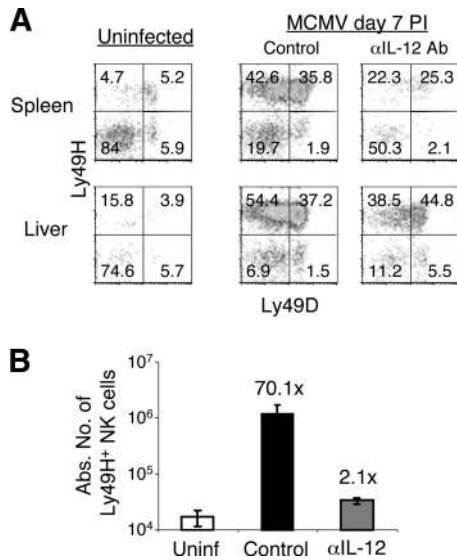 A
Uninfected
MCMV day 7 PI
Control
αIL-12 Ab
Spleen
Liver
Ly49H
4.7 5.2
84 5.9
42.6 35.8
19.7 1.9
22.3 25.3
50.3 2.1
15.8 3.9
74.6 5.7
54.4 37.2
6.9 1.5
38.5 44.8
11.2 5.5
Ly49D
B
Abs. No. of
Ly49H⁺ NK cells
10⁷
10⁶
10⁵
10⁴
70.1x
2.1x
Uninf Control αIL-12